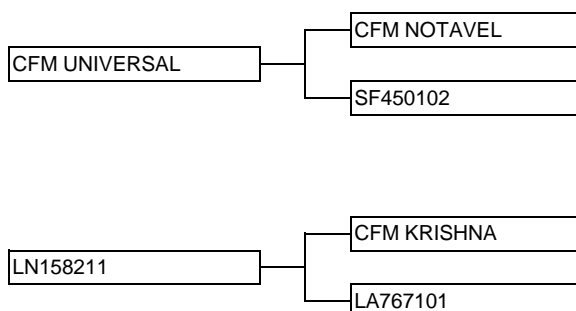 CFM NOTAVEL
CFM UNIVERSAL
SF450102
CFM KRISHNA
LN158211
LA767101